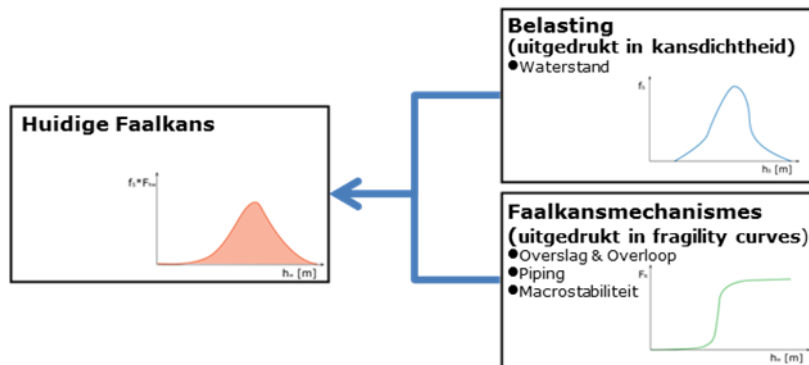 Huidige Faalkans
h [m]
Belasting
(uitgedrukt in kansdichtheid)
●Waterstand
h [m]
Faalkansmechanismes
(uitgedrukt in fragility curves)
●Overslag & Overloop
●Piping
●Macrostabiliteit
h [m]